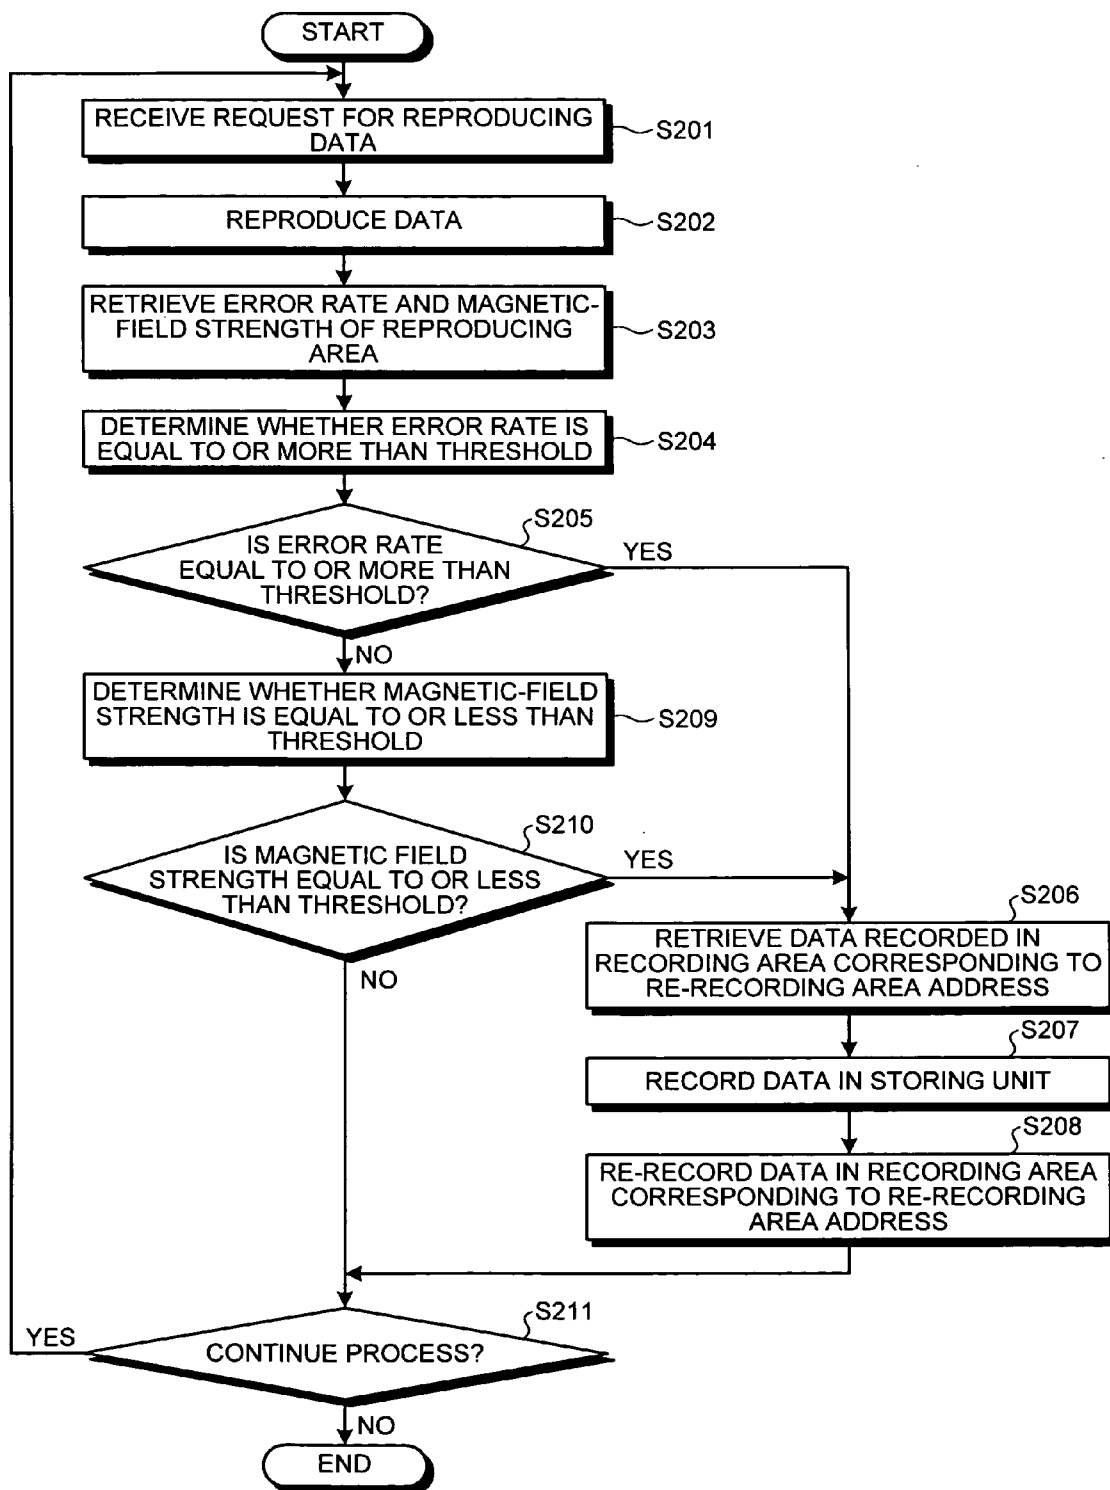 START
RECEIVE REQUEST FOR REPRODUCING
DATA
S201
REPRODUCE DATA
S202
RETRIEVE ERROR RATE AND MAGNETIC-
FIELD STRENGTH OF REPRODUCING
AREA
S203
DETERMINE WHETHER ERROR RATE IS
EQUAL TO OR MORE THAN THRESHOLD
S204
S205
IS ERROR RATE
EQUAL TO OR MORE THAN
THRESHOLD?
YES
NO
DETERMINE WHETHER MAGNETIC-FIELD
STRENGTH IS EQUAL TO OR LESS THAN
THRESHOLD
S209
S210
IS MAGNETIC FIELD
STRENGTH EQUAL TO OR LESS
THAN THRESHOLD?
YES
NO
S206
RETRIEVE DATA RECORDED IN
RECORDING AREA CORRESPONDING TO
RE-RECORDING AREA ADDRESS
S207
RECORD DATA IN STORING UNIT
S208
RE-RECORD DATA IN RECORDING AREA
CORRESPONDING TO RE-RECORDING
AREA ADDRESS
S211
YES
CONTINUE PROCESS?
NO
END